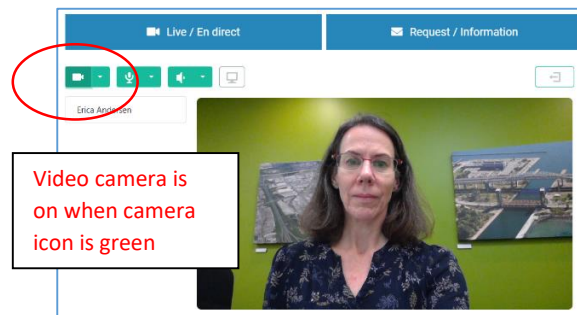 Live / En direct
Request / Information
Erica Andersen
Video camera is
on when camera
icon is green